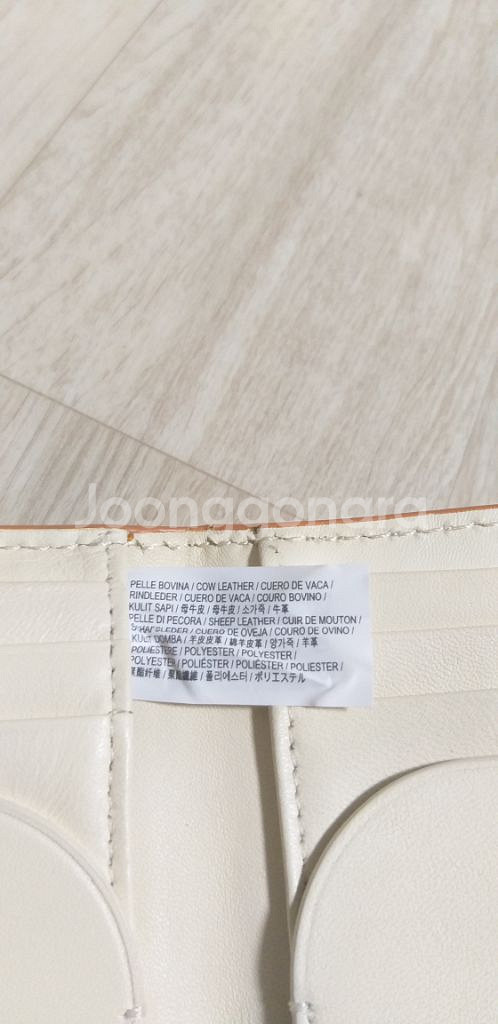 Joonggonara
PELLE BOVINA / COW LEATHER / CUERO DE VACA /
RINDLEDER / CUERO DE VACA / COURO BOVINO /
KULIT SAPI / 母牛皮 / 母牛皮 / 소가죽 / 牛革
PELLE DI PECORA / SHEEP LEATHER / CUIR DE MOUTON /
SCHAFSLEDER / CUERO DE OVEJA / COURO DE OVINO /
KULIT DOMBA / 羊皮皮革 / 綿羊皮革 / 양가죽 / 羊革
POLIESTERE / POLYESTER / POLYESTER /
POLYESTER / POLIÉSTER / POLIÉSTER / POLIESTER /
聚酯纤维 / 聚酯纖維 / 폴리에스터 / ポリエステル